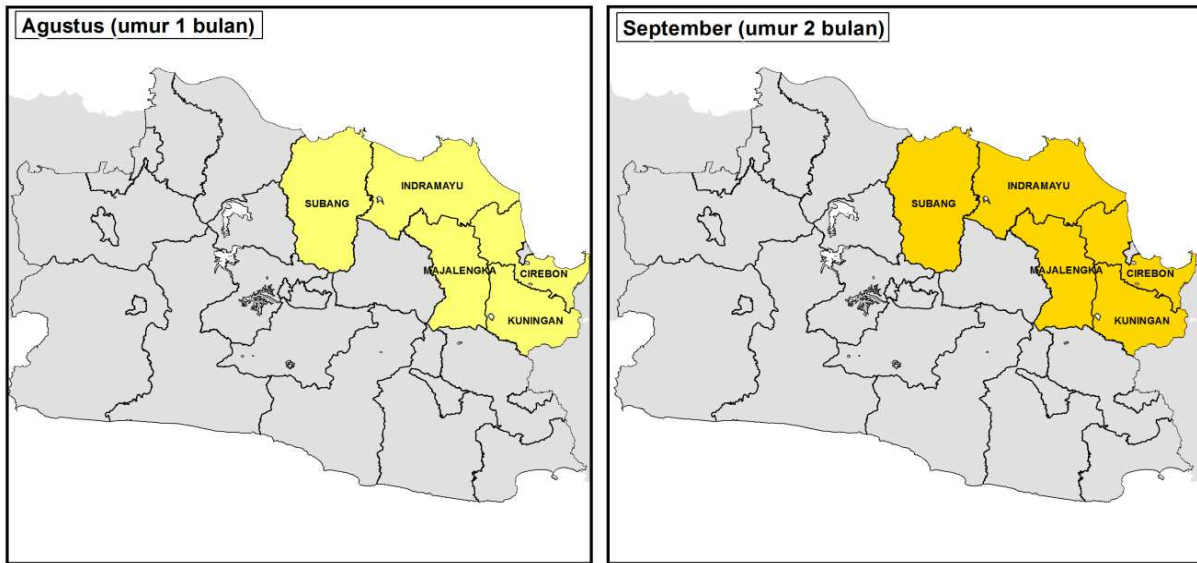 Agustus (umur 1 bulan)
SUBANG
INDRAMAYU
MAJALENGKA
CIREBON
KUNINGAN
September (umur 2 bulan)
SUBANG
INDRAMAYU
MAJALENGKA
CIREBON
KUNINGAN